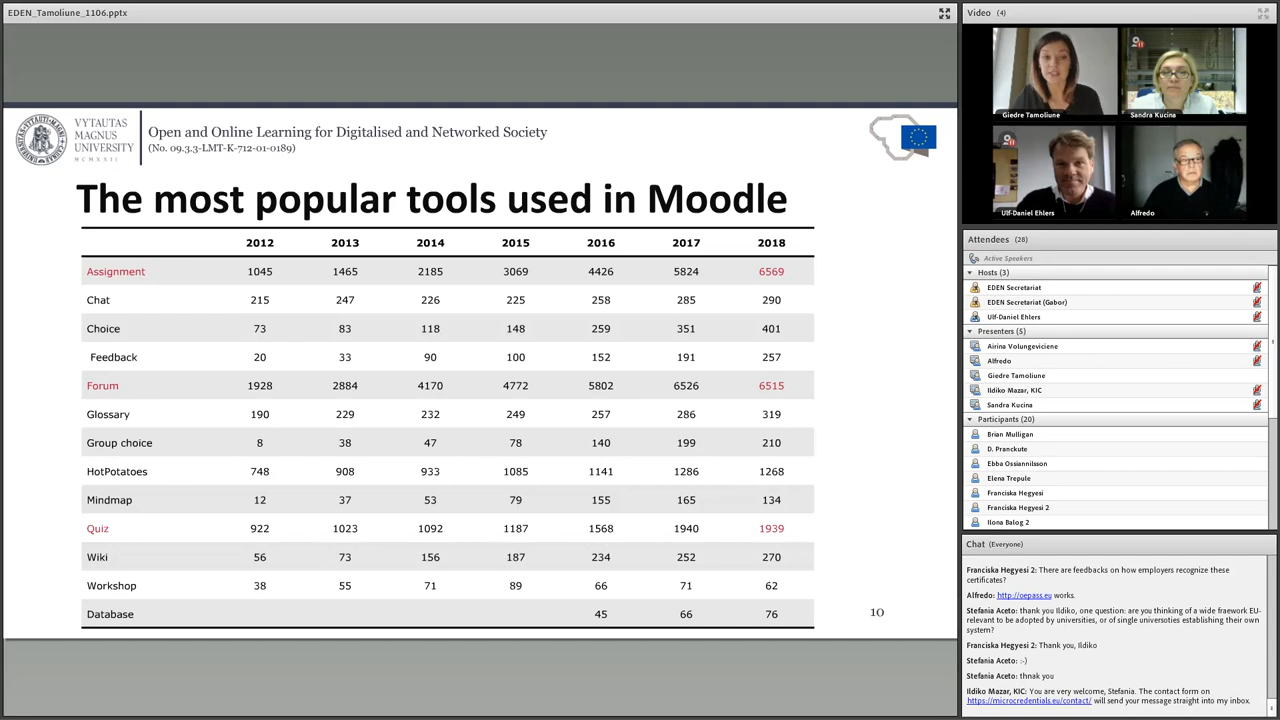 EDEN_Tamoliune_1106.pptx
VYTAUTAS
MAGNUS
UNIVERSITY
MCMXXII
Open and Online Learning for Digitalised and Networked Society
(No. 09.3.3-LMT-K-712-01-0189)
The most popular tools used in Moodle
2012 2013 2014 2015 2016 2017 2018
Assignment 1045 1465 2185 3069 4426 5824 6569
Chat 215 247 226 225 258 285 290
Choice 73 83 118 148 259 351 401
Feedback 20 33 90 100 152 191 257
Forum 1928 2884 4170 4772 5802 6526 6515
Glossary 190 229 232 249 257 286 319
Group choice 8 38 47 78 140 199 210
HotPotatoes 748 908 933 1085 1141 1286 1268
Mindmap 12 37 53 79 155 165 134
Quiz 922 1023 1092 1187 1568 1940 1939
Wiki 56 73 156 187 234 252 270
Workshop 38 55 71 89 66 71 62
Database 45 66 76
10
Video (4)
Giedre Tamoliune
Sandra Kucina
Ulf-Daniel Ehlers
Alfredo
Attendees (28)
Active Speakers
Hosts (3)
EDEN Secretariat
EDEN Secretariat (Gabor)
Ulf-Daniel Ehlers
Presenters (5)
Airina Volungeviciene
Alfredo
Giedre Tamoliune
Ildiko Mazar, KIC
Sandra Kucina
Participants (20)
Brian Mulligan
D. Pranckute
Ebba Ossiannilsson
Elena Trepule
Franciska Hegyesi
Franciska Hegyesi 2
Ilona Balog 2
Chat (Everyone)
Franciska Hegyesi 2: There are feedbacks on how employers recognize these
certificates?
Alfredo: http://oepass.eu works.
Stefania Aceto: thank you Ildiko, one question: are you thinking of a wide fraework EU-
relevant to be adopted by universities, or of single universoties establishing their own
system?
Franciska Hegyesi 2: Thank you, Ildiko
Stefania Aceto: :-)
Stefania Aceto: thnak you
Ildiko Mazar, KIC: You are very welcome, Stefania. The contact form on
https://microcredentials.eu/contact/ will send your message straight into my inbox.